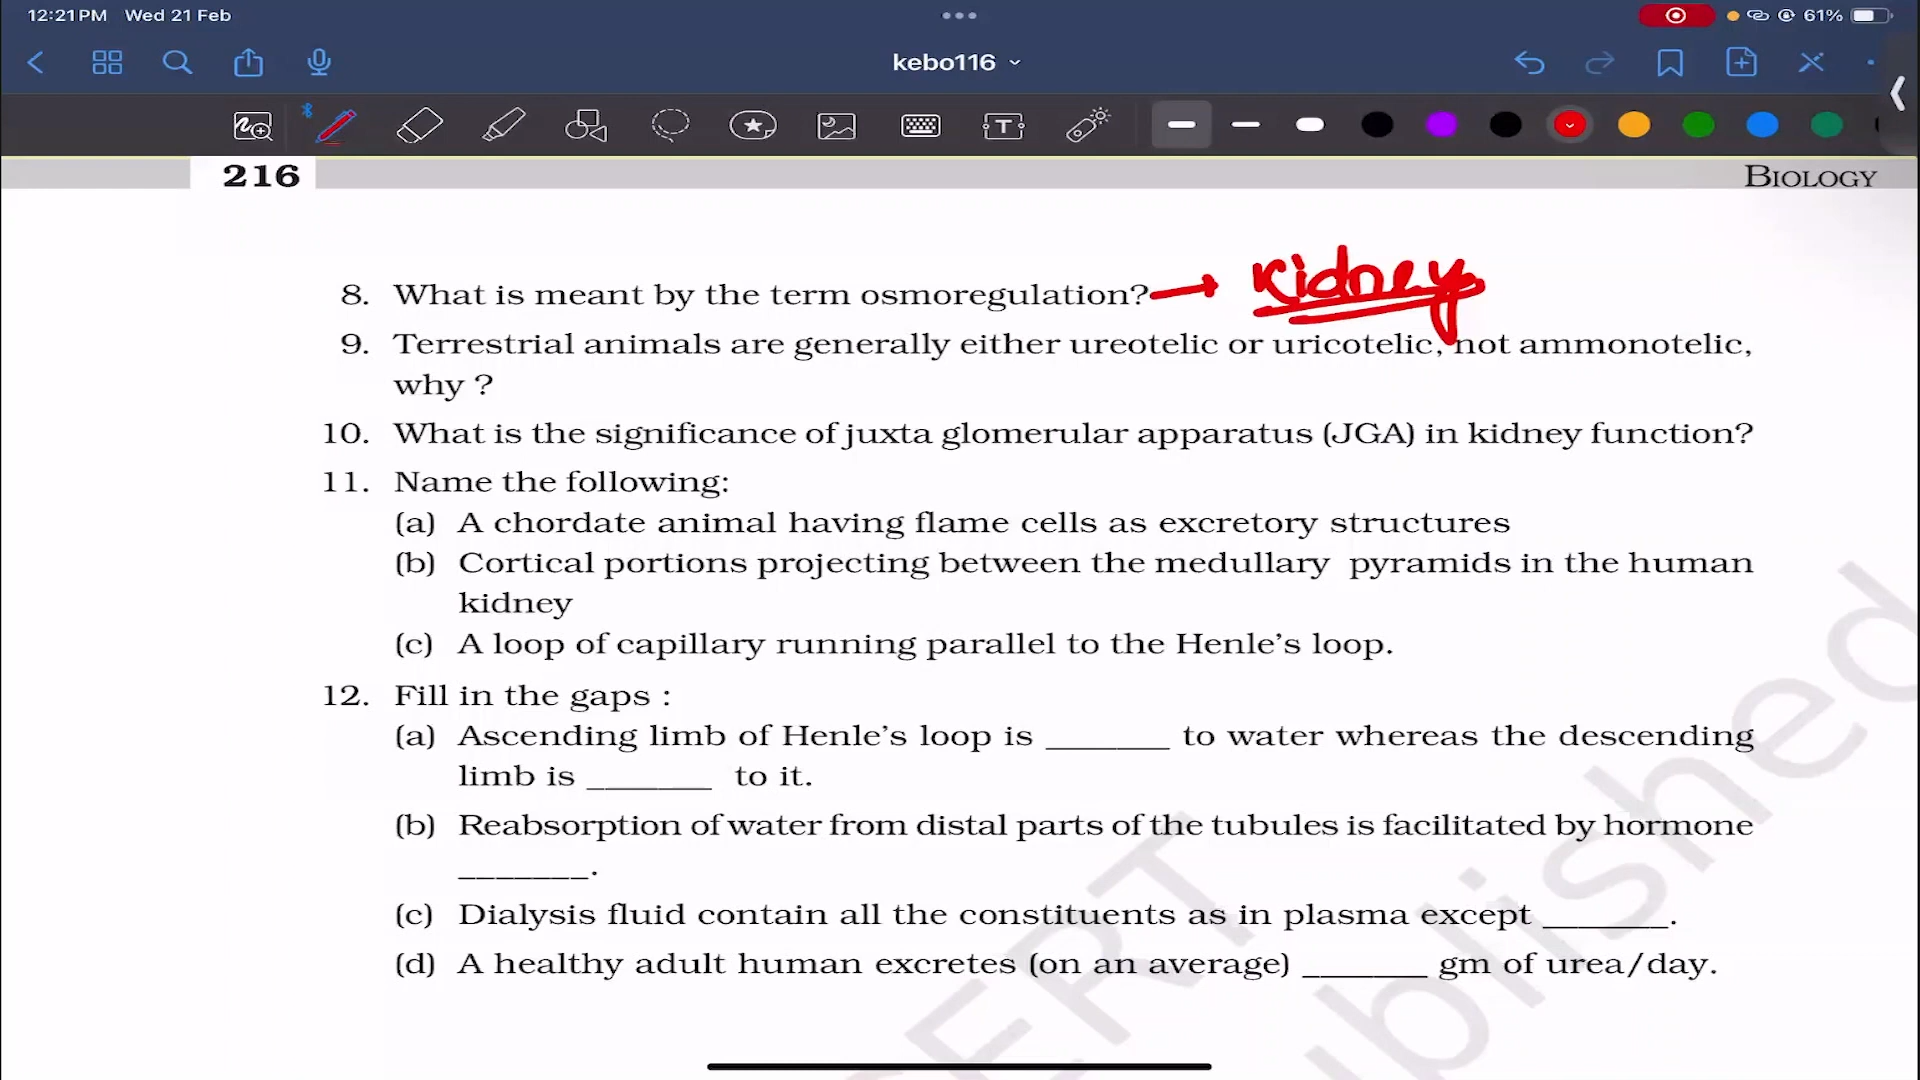 12:21 PM Wed 21 Feb
61%
kebo116
T
216
BIOLOGY
8. What is meant by the term osmoregulation? → Kidney
9. Terrestrial animals are generally either ureotelic or uricotelic, not ammonotelic,
why ?
10. What is the significance of juxta glomerular apparatus (JGA) in kidney function?
11. Name the following:
(a) A chordate animal having flame cells as excretory structures
(b) Cortical portions projecting between the medullary pyramids in the human
kidney
(c) A loop of capillary running parallel to the Henle's loop.
12. Fill in the gaps :
(a) Ascending limb of Henle's loop is _______ to water whereas the descending
limb is _______ to it.
(b) Reabsorption of water from distal parts of the tubules is facilitated by hormone
_______.
(c) Dialysis fluid contain all the constituents as in plasma except _______.
(d) A healthy adult human excretes (on an average) _______ gm of urea/day.